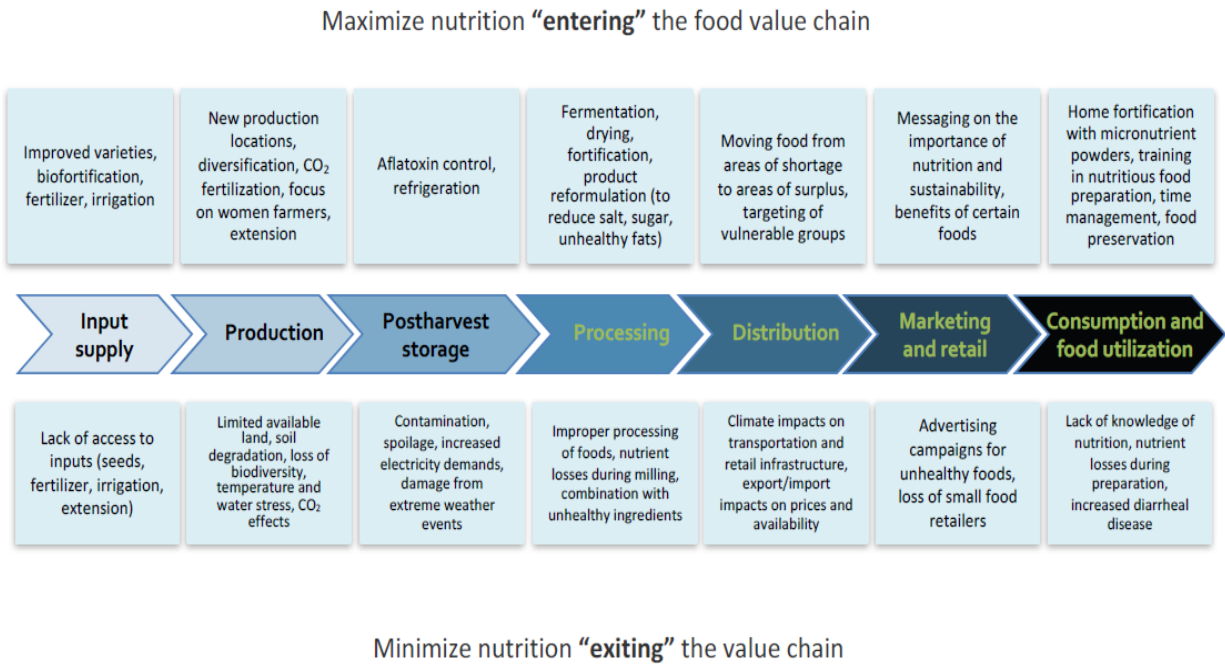 Maximize nutrition “entering” the food value chain
Improved varieties,
biofortification,
fertilizer, irrigation
New production
locations,
diversification, CO₂
fertilization, focus
on women farmers,
extension
Aflatoxin control,
refrigeration
Fermentation,
drying,
fortification,
product
reformulation (to
reduce salt, sugar,
unhealthy fats)
Moving food from
areas of shortage
to areas of surplus,
targeting of
vulnerable groups
Messaging on the
importance of
nutrition and
sustainability,
benefits of certain
foods
Home fortification
with micronutrient
powders, training
in nutritious food
preparation, time
management, food
preservation
Input
supply
Production
Postharvest
storage
Processing
Distribution
Marketing
and retail
Consumption and
food utilization
Lack of access to
inputs (seeds,
fertilizer, irrigation,
extension)
Limited available
land, soil
degradation, loss of
biodiversity,
temperature and
water stress, CO₂
effects
Contamination,
spoilage, increased
electricity demands,
damage from
extreme weather
events
Improper processing
of foods, nutrient
losses during milling,
combination with
unhealthy ingredients
Climate impacts on
transportation and
retail infrastructure,
export/import
impacts on prices and
availability
Advertising
campaigns for
unhealthy foods,
loss of small food
retailers
Lack of knowledge of
nutrition, nutrient
losses during
preparation,
increased diarrheal
disease
Minimize nutrition “exiting” the value chain